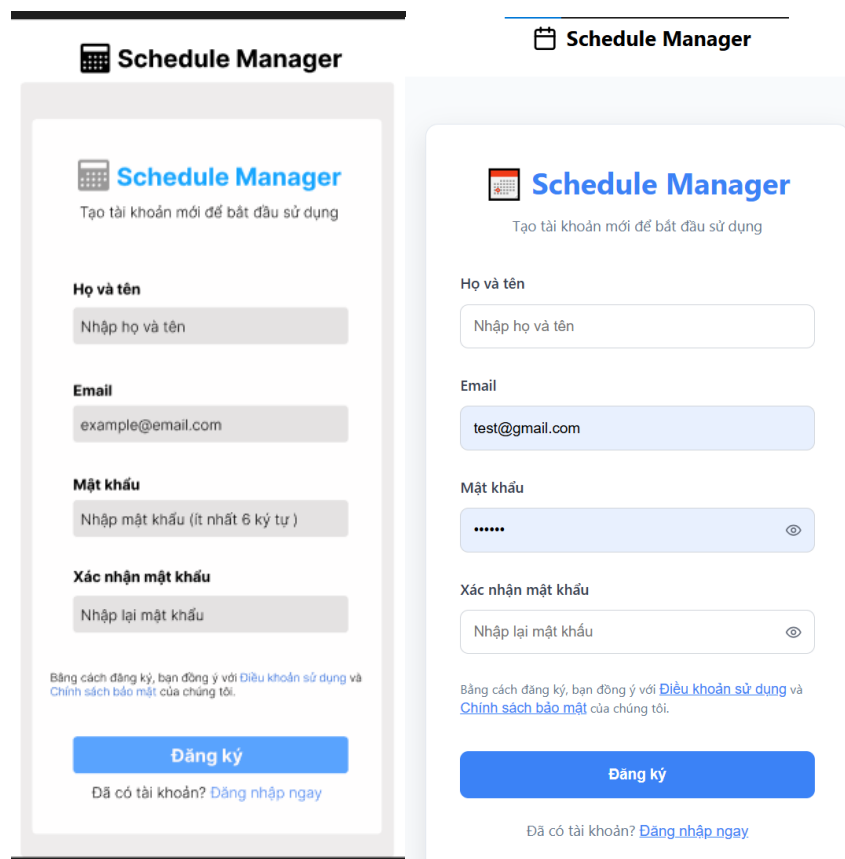 Schedule Manager
Schedule Manager
Tạo tài khoản mới để bắt đầu sử dụng
Họ và tên
Nhập họ và tên
Email
example@email.com
Mật khẩu
Nhập mật khẩu (ít nhất 6 ký tự )
Xác nhận mật khẩu
Nhập lại mật khẩu
Bằng cách đăng ký, bạn đồng ý với Điều khoản sử dụng và
Chính sách bảo mật của chúng tôi.
Đăng ký
Đã có tài khoản? Đăng nhập ngay
Schedule Manager
Schedule Manager
Tạo tài khoản mới để bắt đầu sử dụng
Họ và tên
Nhập họ và tên
Email
test@gmail.com
Mật khẩu
••••••
Xác nhận mật khẩu
Nhập lại mật khẩu
Bằng cách đăng ký, bạn đồng ý với Điều khoản sử dụng và
Chính sách bảo mật của chúng tôi.
Đăng ký
Đã có tài khoản? Đăng nhập ngay